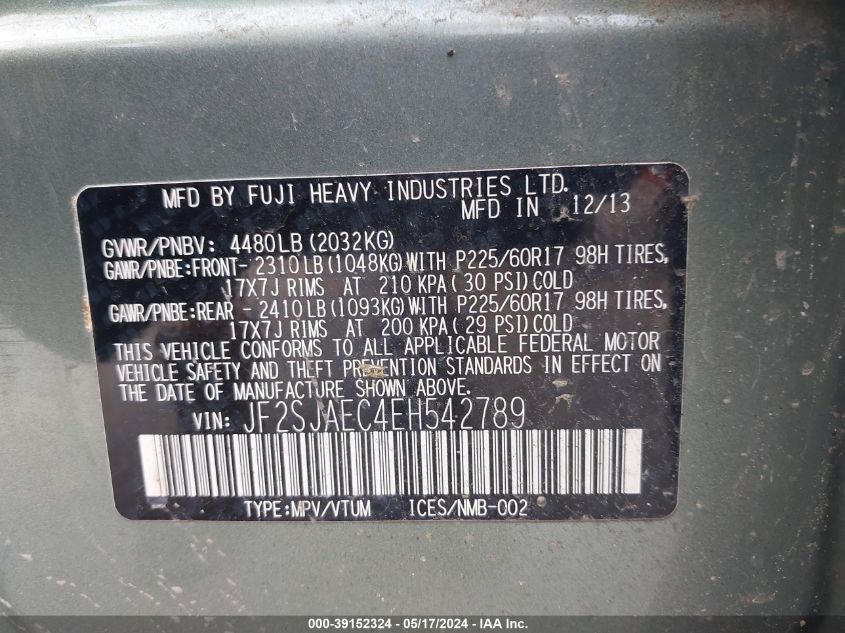 MFD BY FUJI HEAVY INDUSTRIES LTD.
MFD IN 12/13
GVWR/PNBV: 4480LB (2032KG)
GAWR/PNBE:FRONT- 2310LB (1048KG)WITH P225/60R17 98H TIRES,
17X7J RIMS AT 210 KPA (30 PSI)COLD
GAWR/PNBE:REAR - 2410LB (1093KG)WITH P225/60R17 98H TIRES,
17X7J RIMS AT 200 KPA (29 PSI)COLD
THIS VEHICLE CONFORMS TO ALL APPLICABLE FEDERAL MOTOR
VEHICLE SAFETY AND THEFT PREVENTION STANDARDS IN EFFECT ON
THE DATE OF MANUFACTURE SHOWN ABOVE.
VIN: JF2SJAEC4EH542789
TYPE:MPV/VTUM ICES/NMB-002
000-39152324 - 05/17/2024 - IAAI.COM